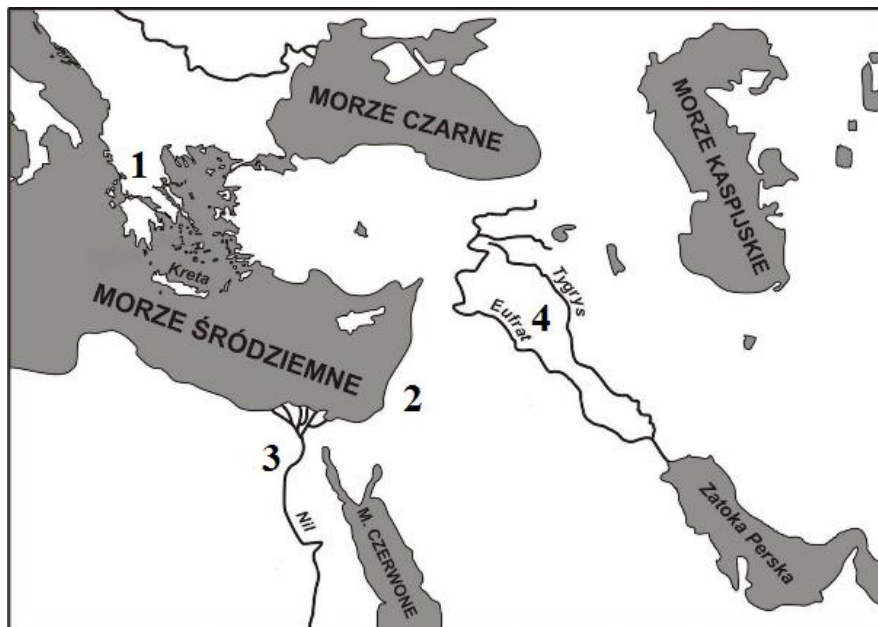 MORZE CZARNE
MORZE KASPIJSKIE
1
Kreta
MORZE ŚRÓDZIEMNE
Tygrys
Eufrat
4
2
3
Nil
M. CZERWONE
Zatoka Perska